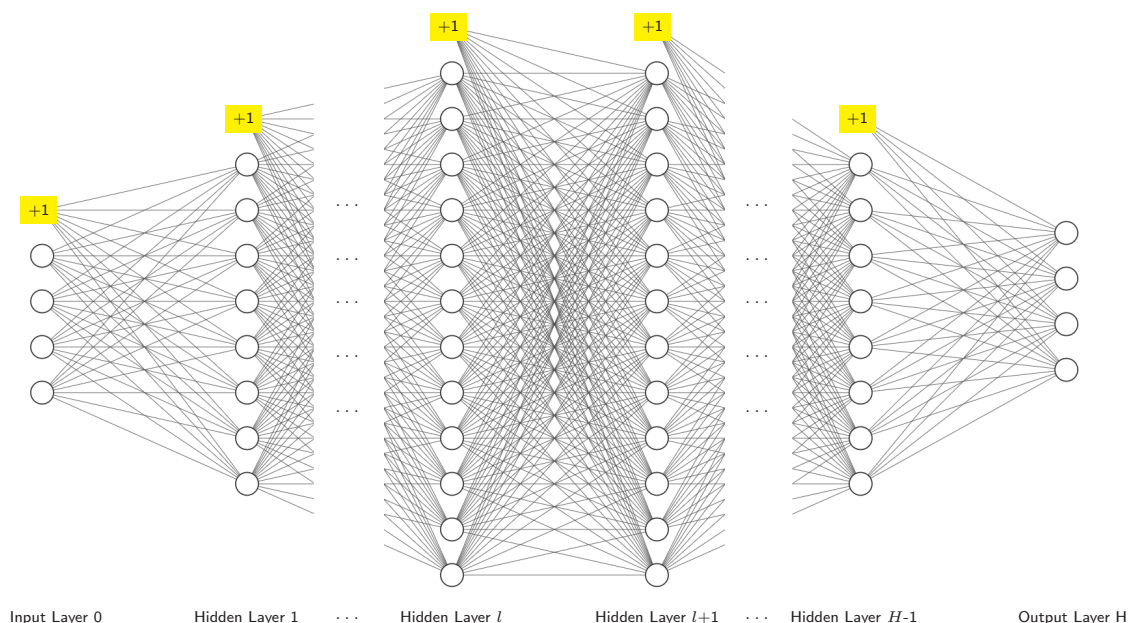 +1
+1
+1
+1
+1
. . .
. . .
. . .
. . .
. . .
. . .
. . .
. . .
. . .
. . .
Input Layer 0
Hidden Layer 1
. . .
Hidden Layer l
Hidden Layer l+1
. . .
Hidden Layer H-1
Output Layer H